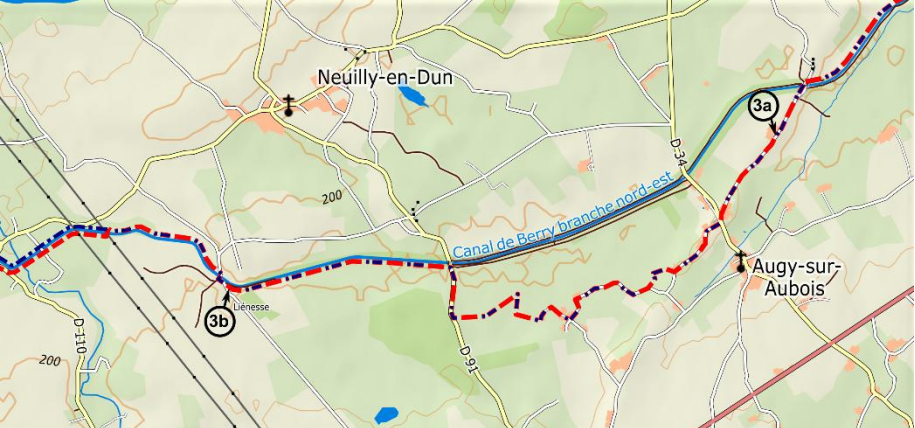 Neuilly-en-Dun
3a
D-34
200
Canal de Berry branche nord-est
Augy-sur-
Aubois
Liénesse
3b
D-110
D-91
200